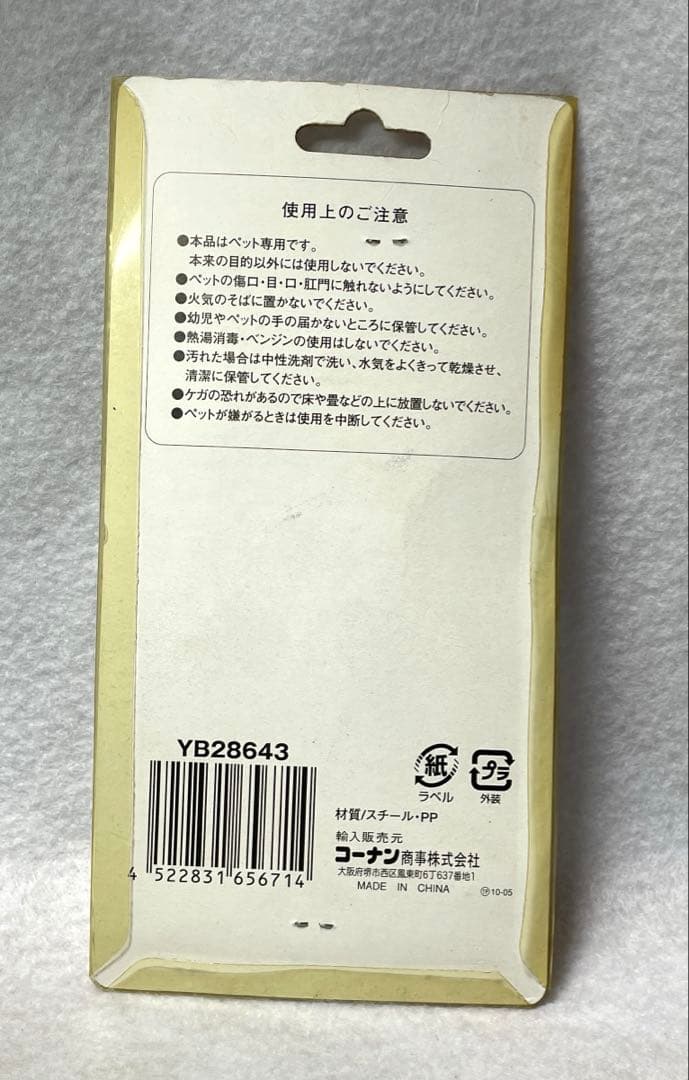 使用上のご注意
●本品はペット専用です。
本来の目的以外には使用しないでください。
●ペットの傷口・目・口・肛門に触れないようにしてください。
●火気のそばに置かないでください。
●幼児やペットの手の届かないところに保管してください。
●熱湯消毒・ベンジンの使用はしないでください。
●汚れた場合は中性洗剤で洗い、水気をよくきって乾燥させ、
清潔に保管してください。
●ケガの恐れがあるので床や畳などの上に放置しないでください。
●ペットが嫌がるときは使用を中断してください。
YB28643
4 522831 656714
紙
ラベル
プラ
外装
材質/スチール・PP
輸入販売元
コーナン商事株式会社
大阪府堺市西区鳳東町6丁637番地1
MADE IN CHINA
10-05